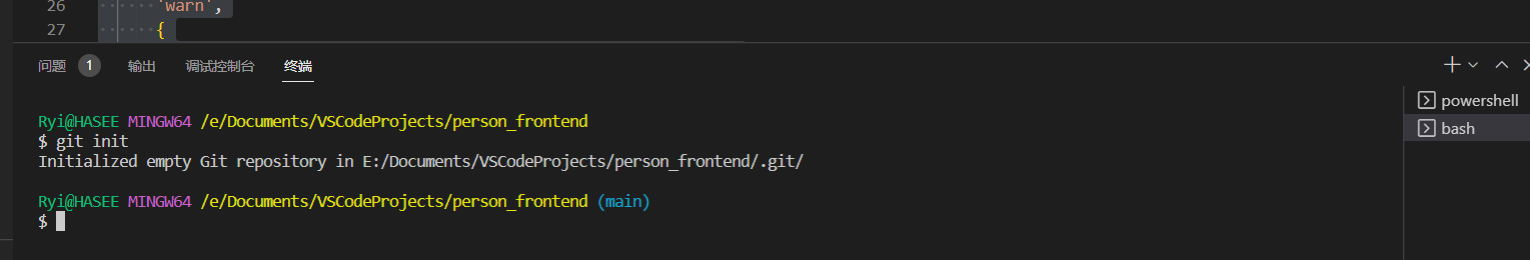 26 'warn',
27 {
问题 1 输出 调试控制台 终端
powershell
bash
Ryi@HASEE MINGW64 /e/Documents/VSCodeProjects/person_frontend
$ git init
Initialized empty Git repository in E:/Documents/VSCodeProjects/person_frontend/.git/
Ryi@HASEE MINGW64 /e/Documents/VSCodeProjects/person_frontend (main)
$